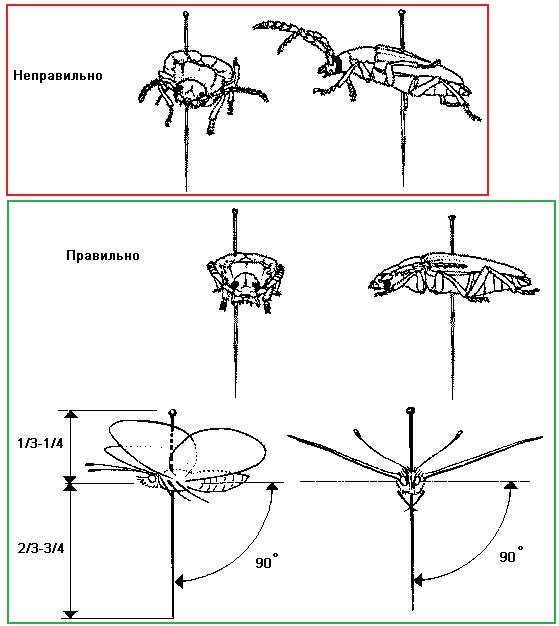 Неправильно
Правильно
1/3-1/4
2/3-3/4
90°
90°